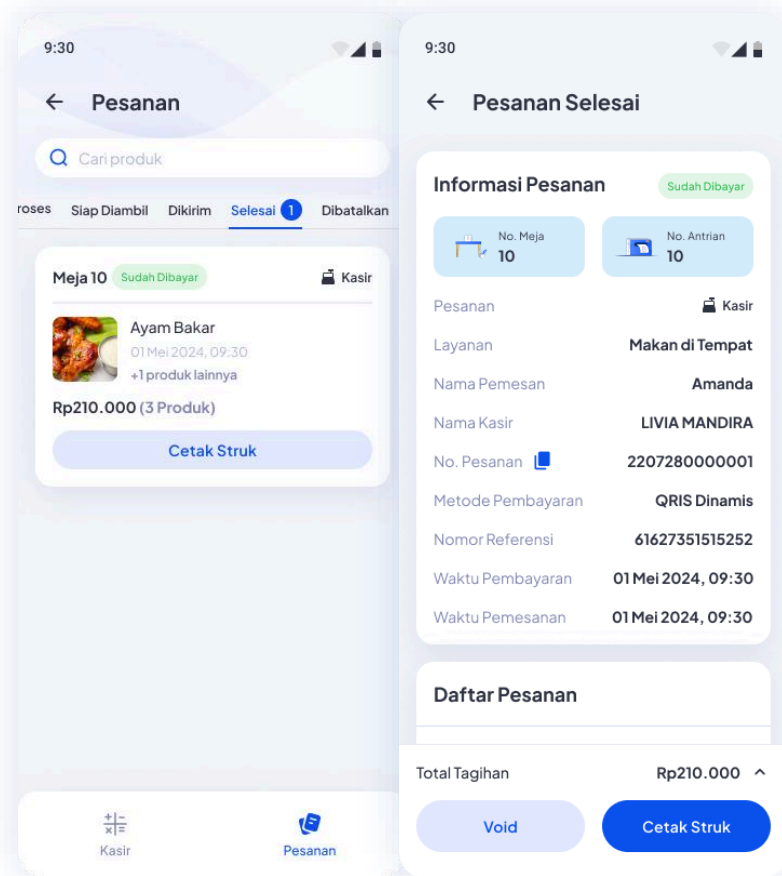 9:30
Pesanan
Cari produk
roses Siap Diambil Dikirim Selesai 1 Dibatalkan
Meja 10 Sudah Dibayar Kasir
Ayam Bakar
01 Mei 2024, 09:30
+1 produk lainnya
Rp210.000 (3 Produk)
Cetak Struk
Kasir Pesanan
9:30
Pesanan Selesai
Informasi Pesanan Sudah Dibayar
No. Meja
10
No. Antrian
10
Pesanan Kasir
Layanan Makan di Tempat
Nama Pemesan Amanda
Nama Kasir LIVIA MANDIRA
No. Pesanan 2207280000001
Metode Pembayaran QRIS Dinamis
Nomor Referensi 61627351515252
Waktu Pembayaran 01 Mei 2024, 09:30
Waktu Pemesanan 01 Mei 2024, 09:30
Daftar Pesanan
Total Tagihan Rp210.000
Void Cetak Struk